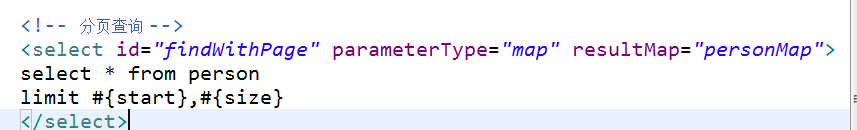 <!-- 分页查询 -->
<select id="findWithPage" parameterType="map" resultMap="personMap">
select * from person
limit #{start},#{size}
</select>